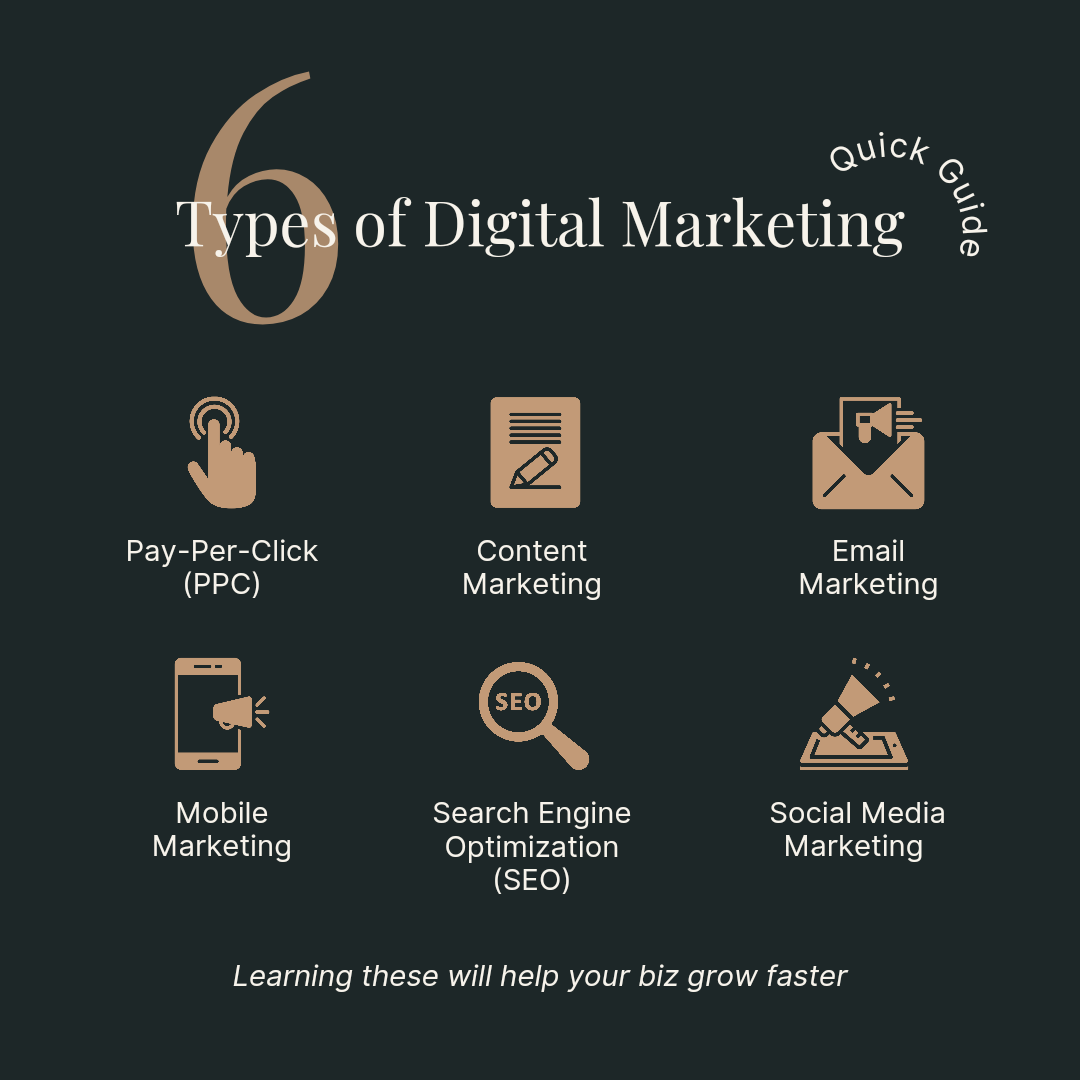 6
Types of Digital Marketing
Quick Guide
Pay-Per-Click
(PPC)
Content
Marketing
Email
Marketing
Mobile
Marketing
SEO
Search Engine
Optimization
(SEO)
Social Media
Marketing
Learning these will help your biz grow faster